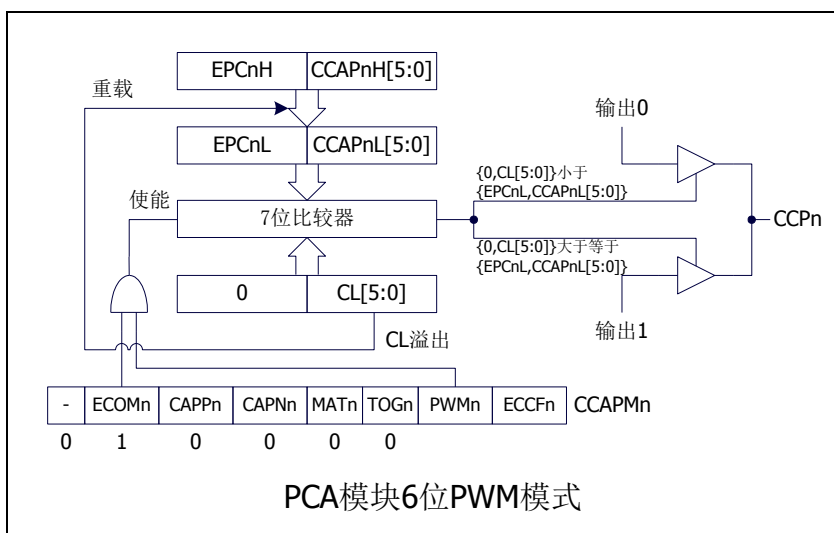 EPCnH CCAPnH[5:0]
重载
EPCnL CCAPnL[5:0]
输出0
使能
7位比较器
{0,CL[5:0]}小于
{EPCnL,CCAPnL[5:0]}
CCPn
{0,CL[5:0]}大于等于
{EPCnL,CCAPnL[5:0]}
0 CL[5:0]
CL溢出
输出1
- ECOMn CAPPn CAPNn MATn TOGn PWMn ECCFn CCAPMn
0 1 0 0 0 0
PCA模块6位PWM模式